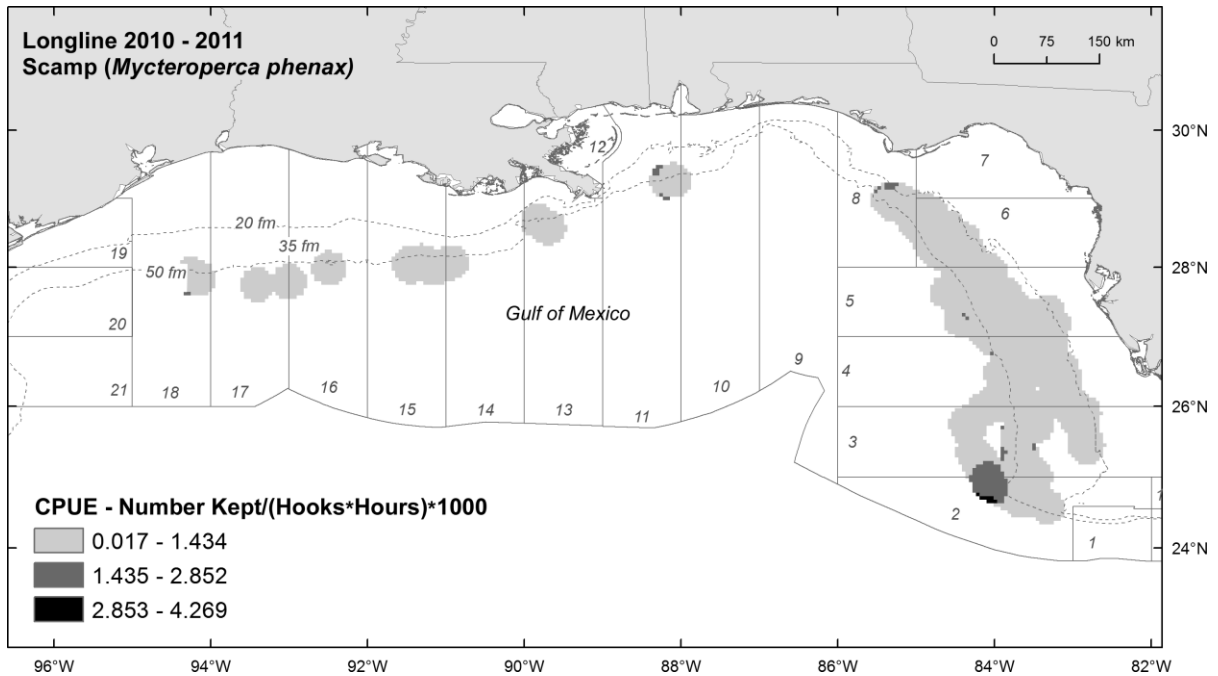 Longline 2010 - 2011
Scamp (Mycteroperca phenax)
0 75 150 km
30°N
28°N
26°N
24°N
12
7
8
6
20 fm
35 fm
50 fm
19
20
21
18
17
16
15
14
13
11
10
9
5
4
3
2
1
1
Gulf of Mexico
CPUE - Number Kept/(Hooks*Hours)*1000
0.017 - 1.434
1.435 - 2.852
2.853 - 4.269
96°W 94°W 92°W 90°W 88°W 86°W 84°W 82°W